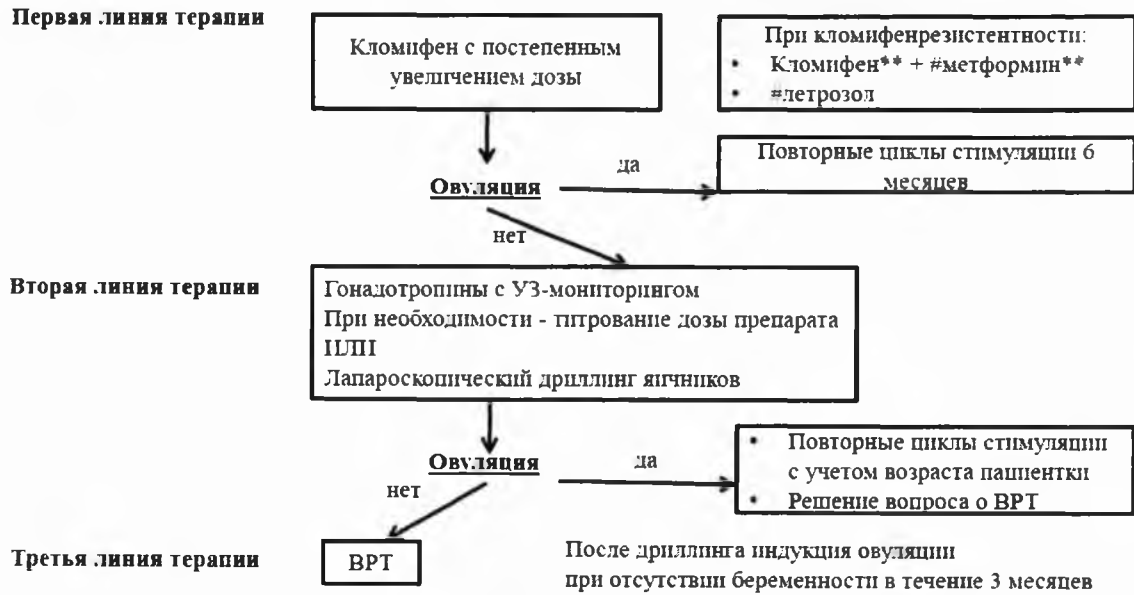 Первая линия терапии
Кломифен с постепенным
увеличением дозы
При кломифенрезистентности:
• Кломифен** + #метформин**
• #летрозол
Овуляция
да
Повторные циклы стимуляции 6
месяцев
нет
Вторая линия терапии
Гонадотропины с УЗ-мониторингом
При необходимости - титрование дозы препарата
ИЛИ
Лапароскопический дриллинг яичников
Овуляция
да
• Повторные циклы стимуляции
с учетом возраста пациентки
• Решение вопроса о ВРТ
нет
Третья линия терапии
ВРТ
После дриллинга индукция овуляции
при отсутствии беременности в течение 3 месяцев